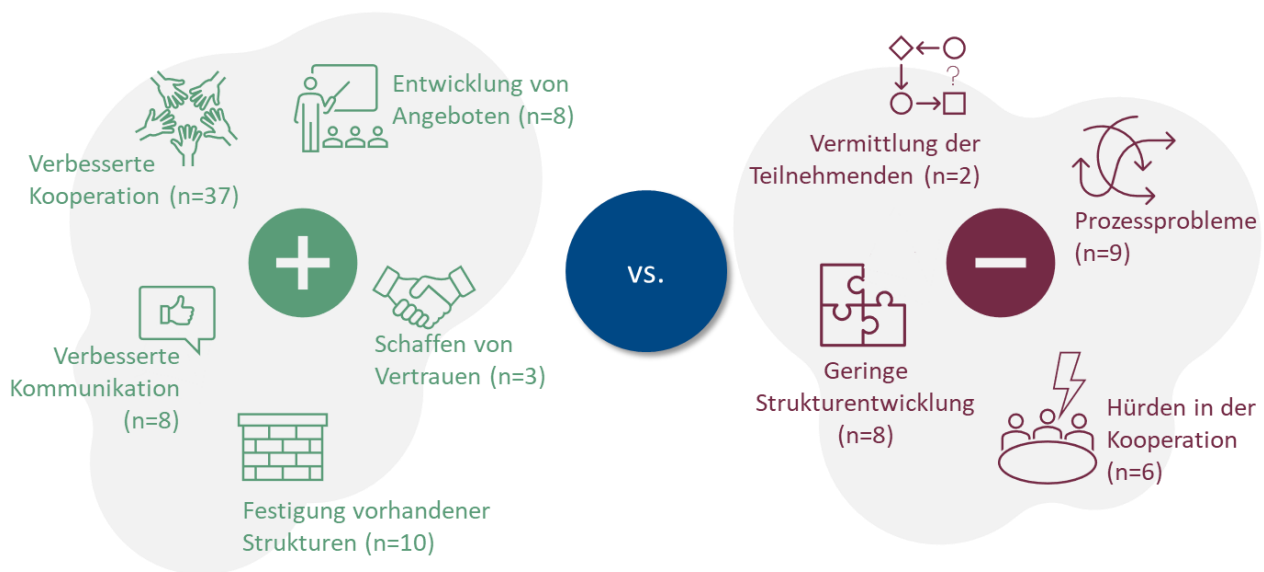 Verbesserte
Kooperation (n=37)
Entwicklung von
Angeboten (n=8)
Verbesserte
Kommunikation
(n=8)
Schaffen von
Vertrauen (n=3)
Festigung vorhandener
Strukturen (n=10)
vs.
?
Vermittlung der
Teilnehmenden (n=2)
Prozessprobleme
(n=9)
Geringe
Strukturentwicklung
(n=8)
Hürden in der
Kooperation
(n=6)